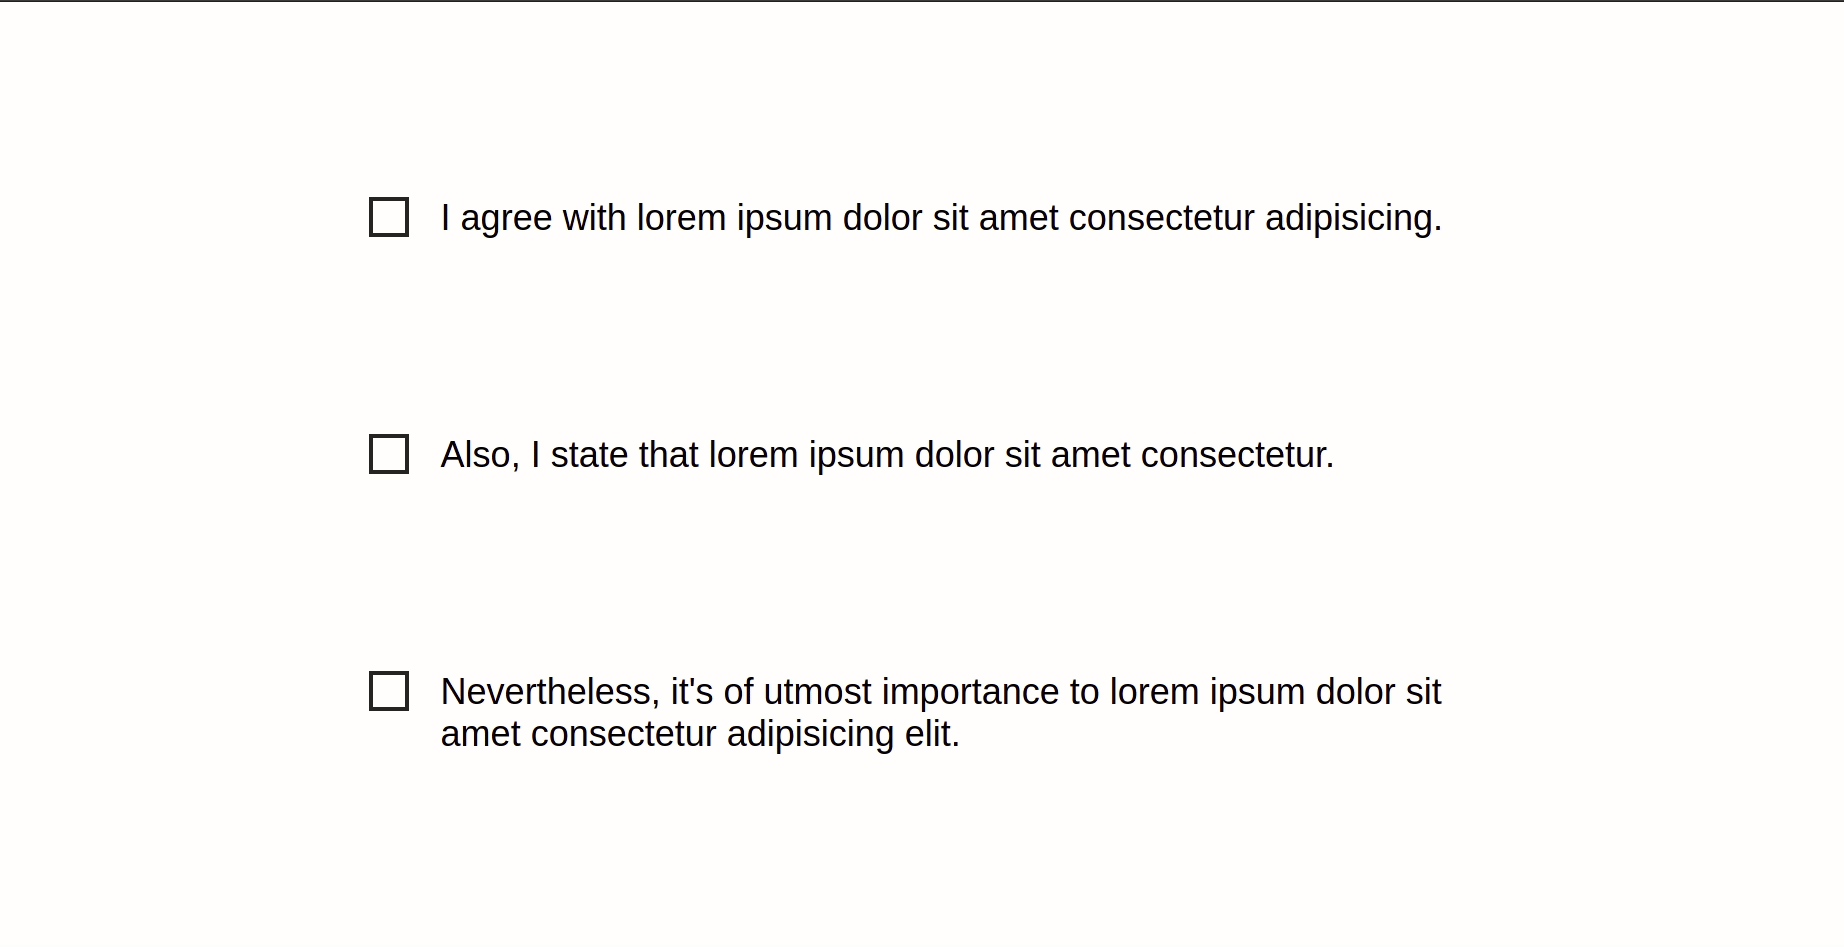 I agree with lorem ipsum dolor sit amet consectetur adipisicing.
Also, I state that lorem ipsum dolor sit amet consectetur.
Nevertheless, it's of utmost importance to lorem ipsum dolor sit
amet consectetur adipisicing elit.